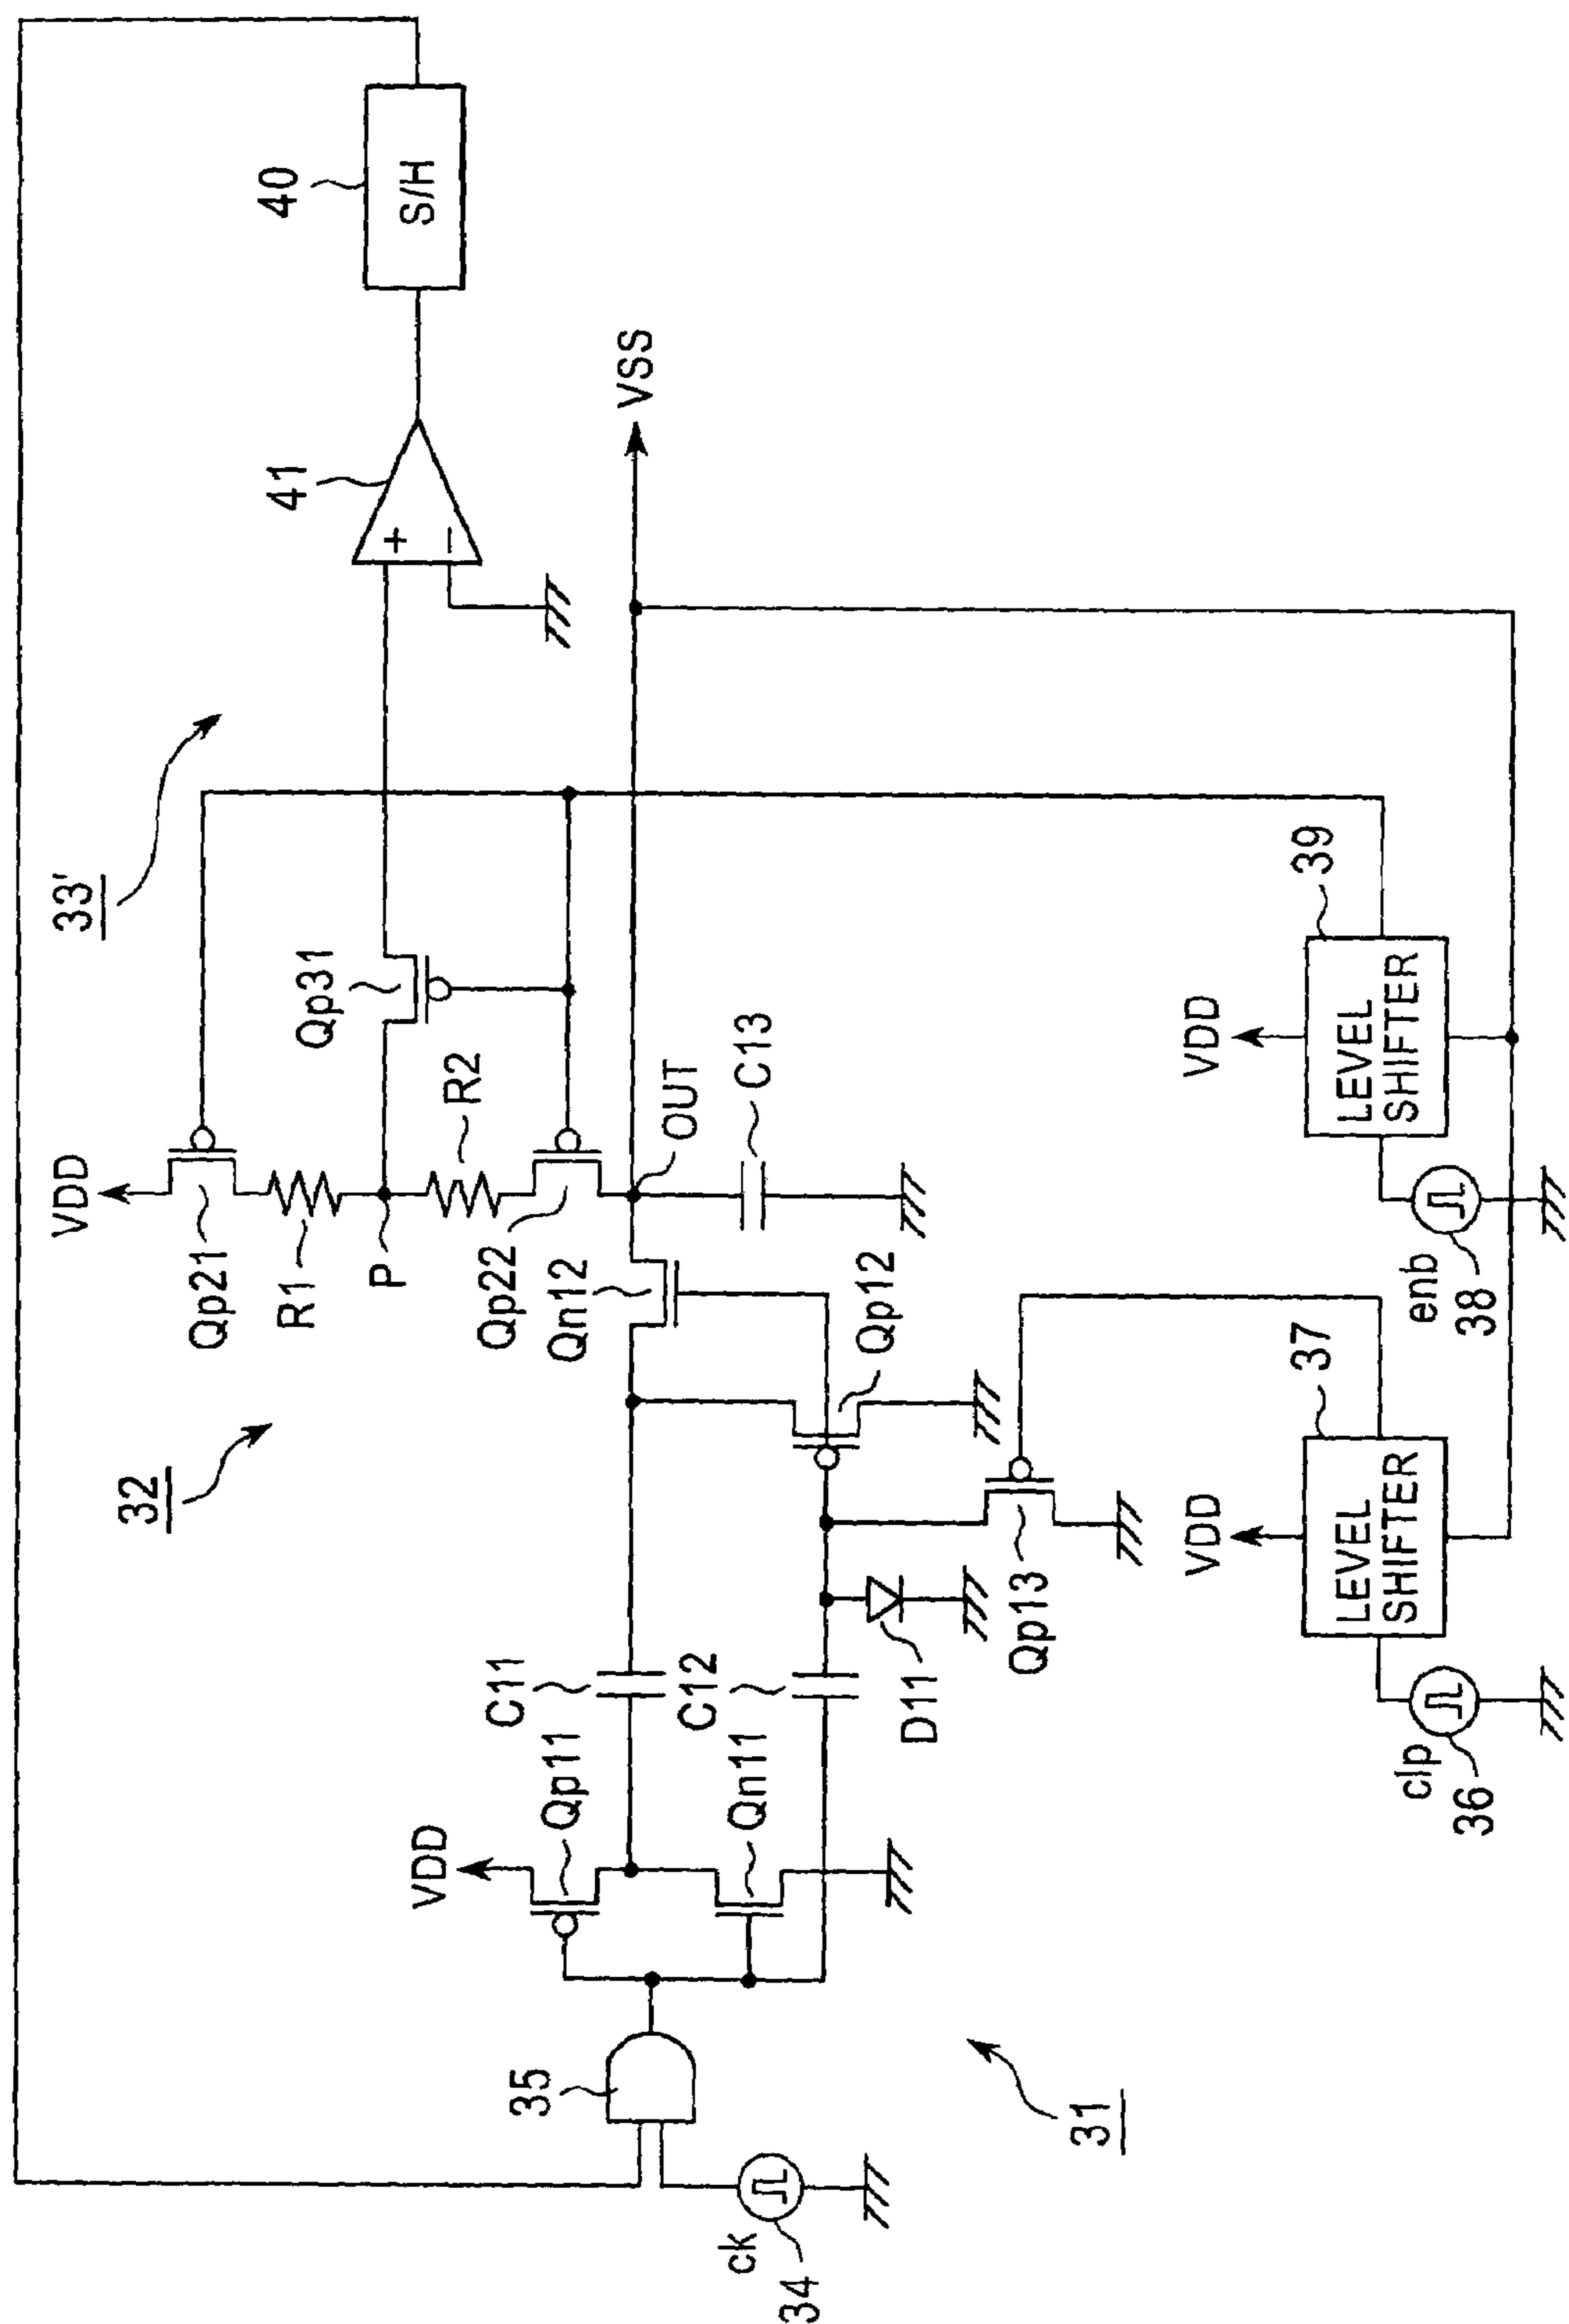 40
S/H
41
+
−
VSS
33'
Qp31
VDD
Qp21
R1
P
R2
Qp22
OUT
C13
Qn12
Qp12
32
C11
C12
D11
Qp13
VDD
Qp11
Qn11
35
ck
34
31
VDD
39
LEVEL
SHIFTER
enb
38
VDD
37
LEVEL
SHIFTER
clp
36